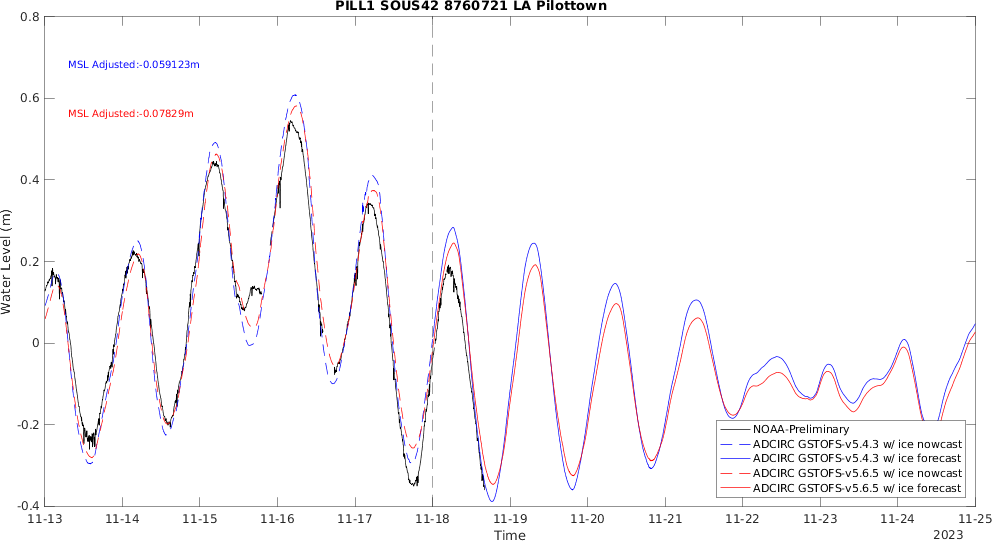 PILL1 SOUS42 8760721 LA Pilottown
0.8
0.6
0.4
0.2
0
-0.2
-0.4
Water Level (m)
MSL Adjusted:-0.059123m
MSL Adjusted:-0.07829m
NOAA-Preliminary
ADCIRC GSTOFS-v5.4.3 w/ ice nowcast
ADCIRC GSTOFS-v5.4.3 w/ ice forecast
ADCIRC GSTOFS-v5.6.5 w/ ice nowcast
ADCIRC GSTOFS-v5.6.5 w/ ice forecast
11-13 11-14 11-15 11-16 11-17 11-18 11-19 11-20 11-21 11-22 11-23 11-24 11-25
Time
2023